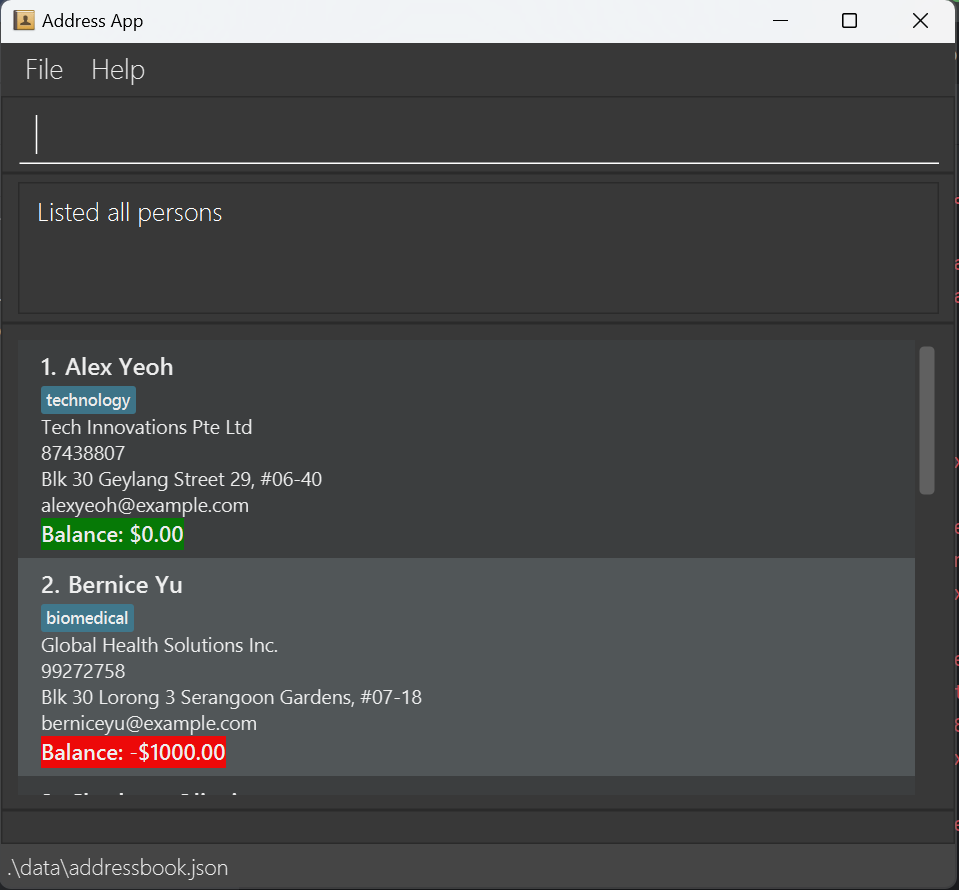 Address App
File Help
Listed all persons
1. Alex Yeoh
technology
Tech Innovations Pte Ltd
87438807
Blk 30 Geylang Street 29, #06-40
alexyeoh@example.com
Balance: $0.00
2. Bernice Yu
biomedical
Global Health Solutions Inc.
99272758
Blk 30 Lorong 3 Serangoon Gardens, #07-18
berniceyu@example.com
Balance: -$1000.00
.\data\addressbook.json